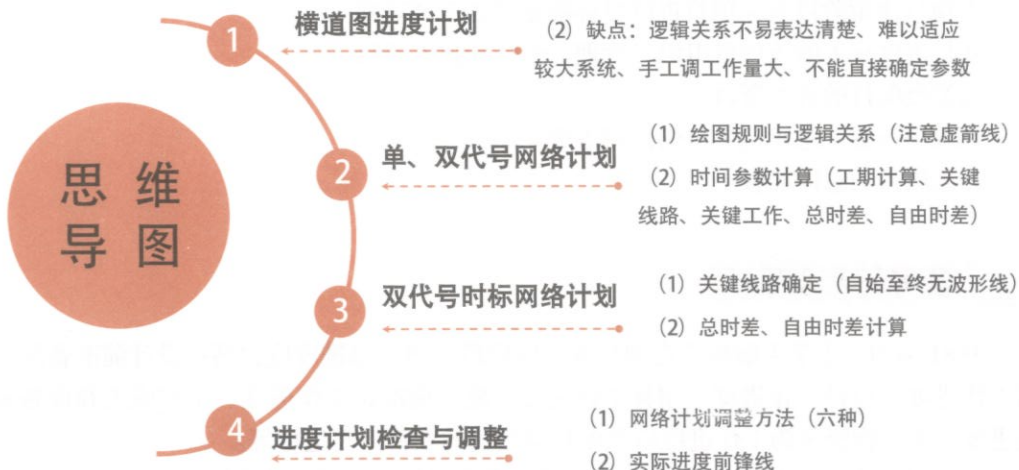 思维
导图
1
横道图进度计划
（2）缺点：逻辑关系不易表达清楚、难以适应
较大系统、手工调工作量大、不能直接确定参数
2
单、双代号网络计划
（1）绘图规则与逻辑关系（注意虚箭线）
（2）时间参数计算（工期计算、关键
线路、关键工作、总时差、自由时差）
3
双代号时标网络计划
（1）关键线路确定（自始至终无波形线）
（2）总时差、自由时差计算
4
进度计划检查与调整
（1）网络计划调整方法（六种）
（2）实际进度前锋线